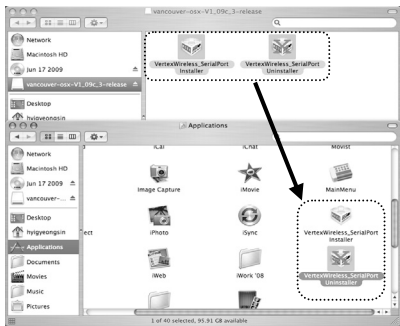 vancouver-osx-V1_09c_3-release
Network
Macintosh HD
Jun 17 2009
vancouver-osx-V1_09c_3-release
Desktop
hyigyeongsin
VertexWireless_SerialPort
Installer
VertexWireless_SerialPort
Uninstaller
Applications
Network
Macintosh HD
Jun 17 2009
vancouver-...
Desktop
hyigyeongsin
Applications
Documents
Movies
Music
Pictures
iCal
iChat
Movist
Image Capture
iMovie
MainMenu
ect
iPhoto
iSync
VertexWireless_SerialPort
Installer
iWeb
iWork '08
VertexWireless_SerialPort
Uninstaller
1 of 40 selected, 95.91 GB available